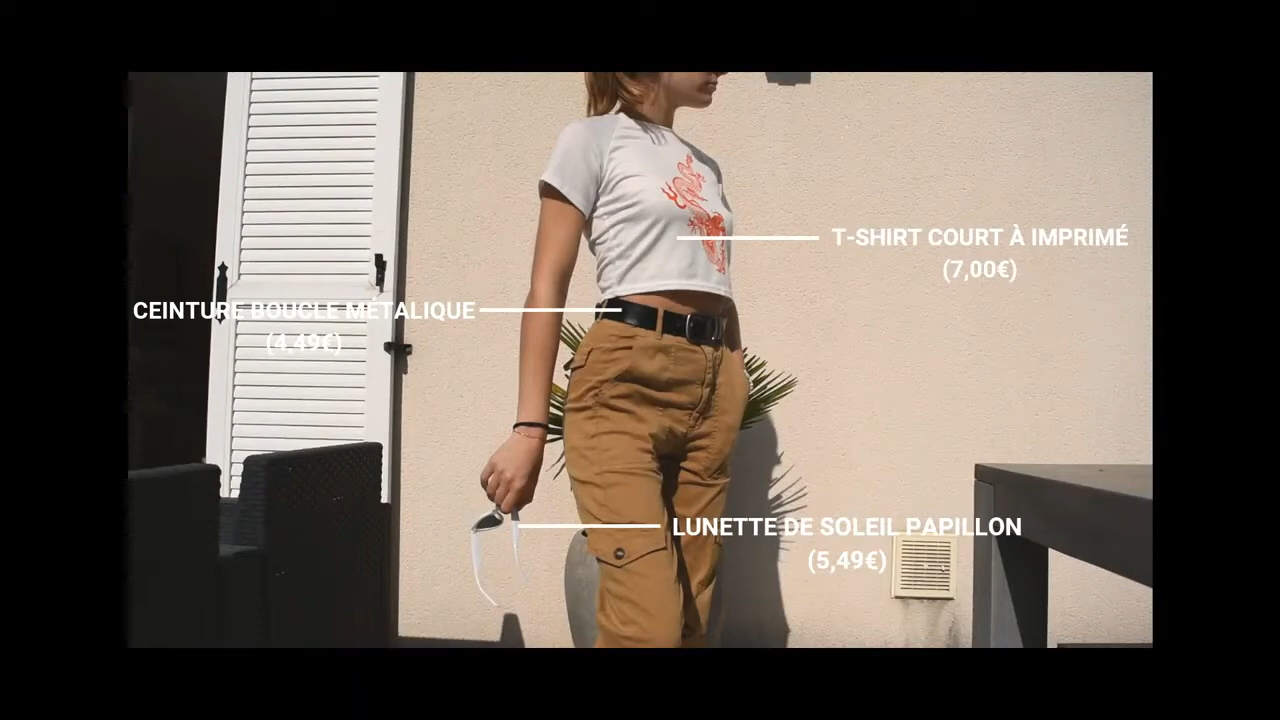 T-SHIRT COURT À IMPRIMÉ
(7,00€)
CEINTURE BOUCLE MÉTALIQUE
(4,49€)
LUNETTE DE SOLEIL PAPILLON
(5,49€)